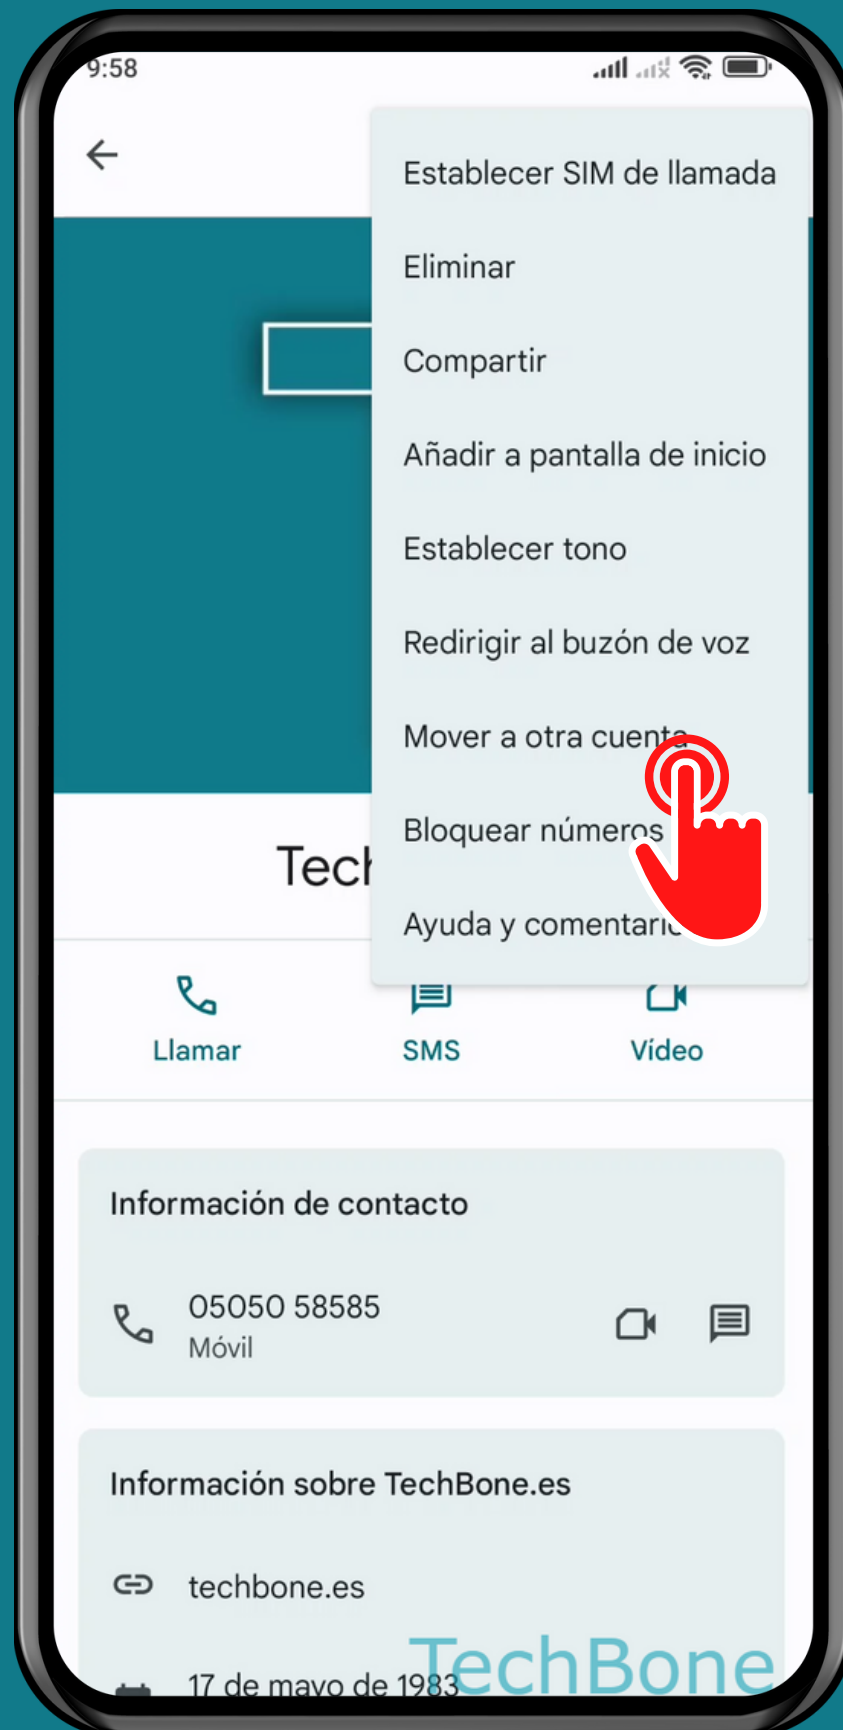 9:58
Establecer SIM de llamada
Eliminar
Compartir
Añadir a pantalla de inicio
Establecer tono
Redirigir al buzón de voz
Mover a otra cuenta
Bloquear números
Ayuda y
Llamar
SMS
Vídeo
Información de contacto
05050 58585
Móvil
Información sobre TechBone.es
techbone.es
17 de mayo de 1983
TechBone